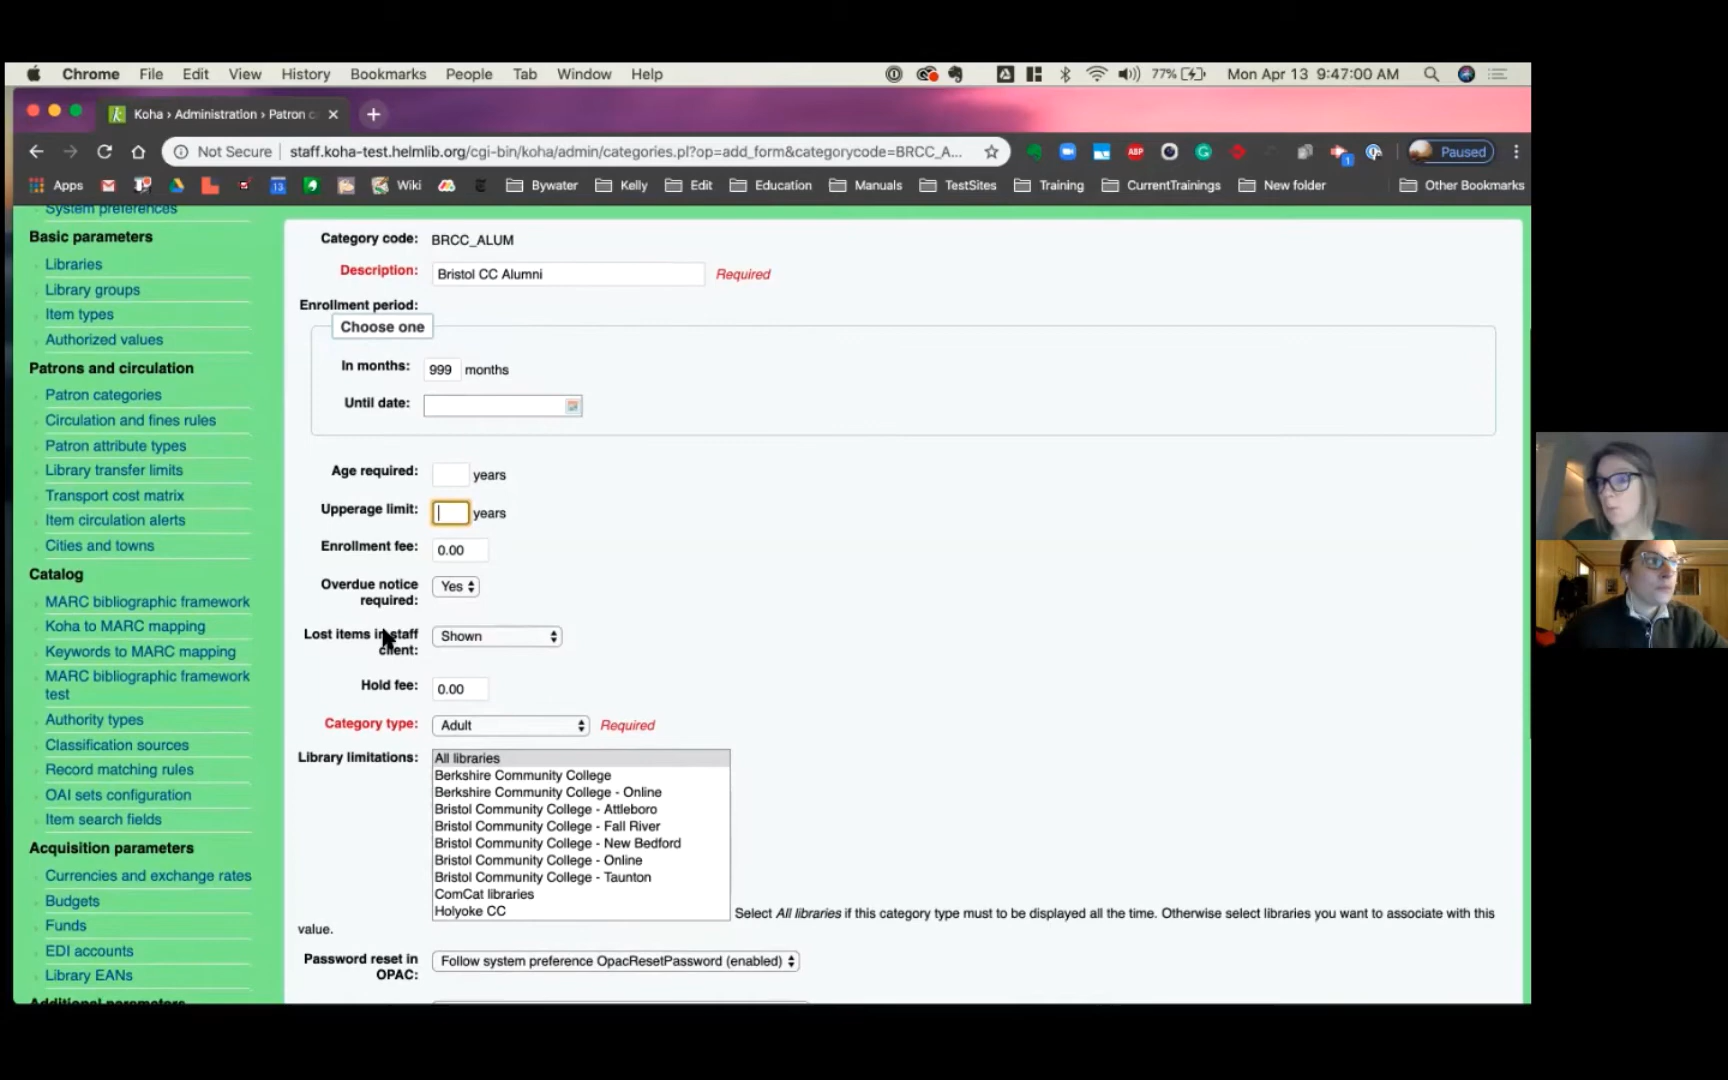 Chrome File Edit View History Bookmarks People Tab Window Help 77% Mon Apr 13 9:47:00 AM
Koha › Administration › Patron c
Not Secure staff.koha-test.helmlib.org/cgi-bin/koha/admin/categories.pl?op=add_form&categorycode=BRCC_A... ABP 1 Paused
Apps 13 Wiki Bywater Kelly Edit Education Manuals TestSites Training CurrentTrainings New folder Other Bookmarks
System preferences
Basic parameters
Libraries
Library groups
Item types
Authorized values
Patrons and circulation
Patron categories
Circulation and fines rules
Patron attribute types
Library transfer limits
Transport cost matrix
Item circulation alerts
Cities and towns
Catalog
MARC bibliographic framework
Koha to MARC mapping
Keywords to MARC mapping
MARC bibliographic framework
test
Authority types
Classification sources
Record matching rules
OAI sets configuration
Item search fields
Acquisition parameters
Currencies and exchange rates
Budgets
Funds
EDI accounts
Library EANs
Additional parameters
Category code: BRCC_ALUM
Description: Bristol CC Alumni Required
Enrollment period:
Choose one
In months: 999 months
Until date:
Age required: years
Upperage limit: years
Enrollment fee: 0.00
Overdue notice
required: Yes
Lost items in staff
client: Shown
Hold fee: 0.00
Category type: Adult Required
Library limitations: All libraries
Berkshire Community College
Berkshire Community College - Online
Bristol Community College - Attleboro
Bristol Community College - Fall River
Bristol Community College - New Bedford
Bristol Community College - Online
Bristol Community College - Taunton
ComCat libraries
Holyoke CC
Select All libraries if this category type must to be displayed all the time. Otherwise select libraries you want to associate with this
value.
Password reset in
OPAC: Follow system preference OpacResetPassword (enabled)